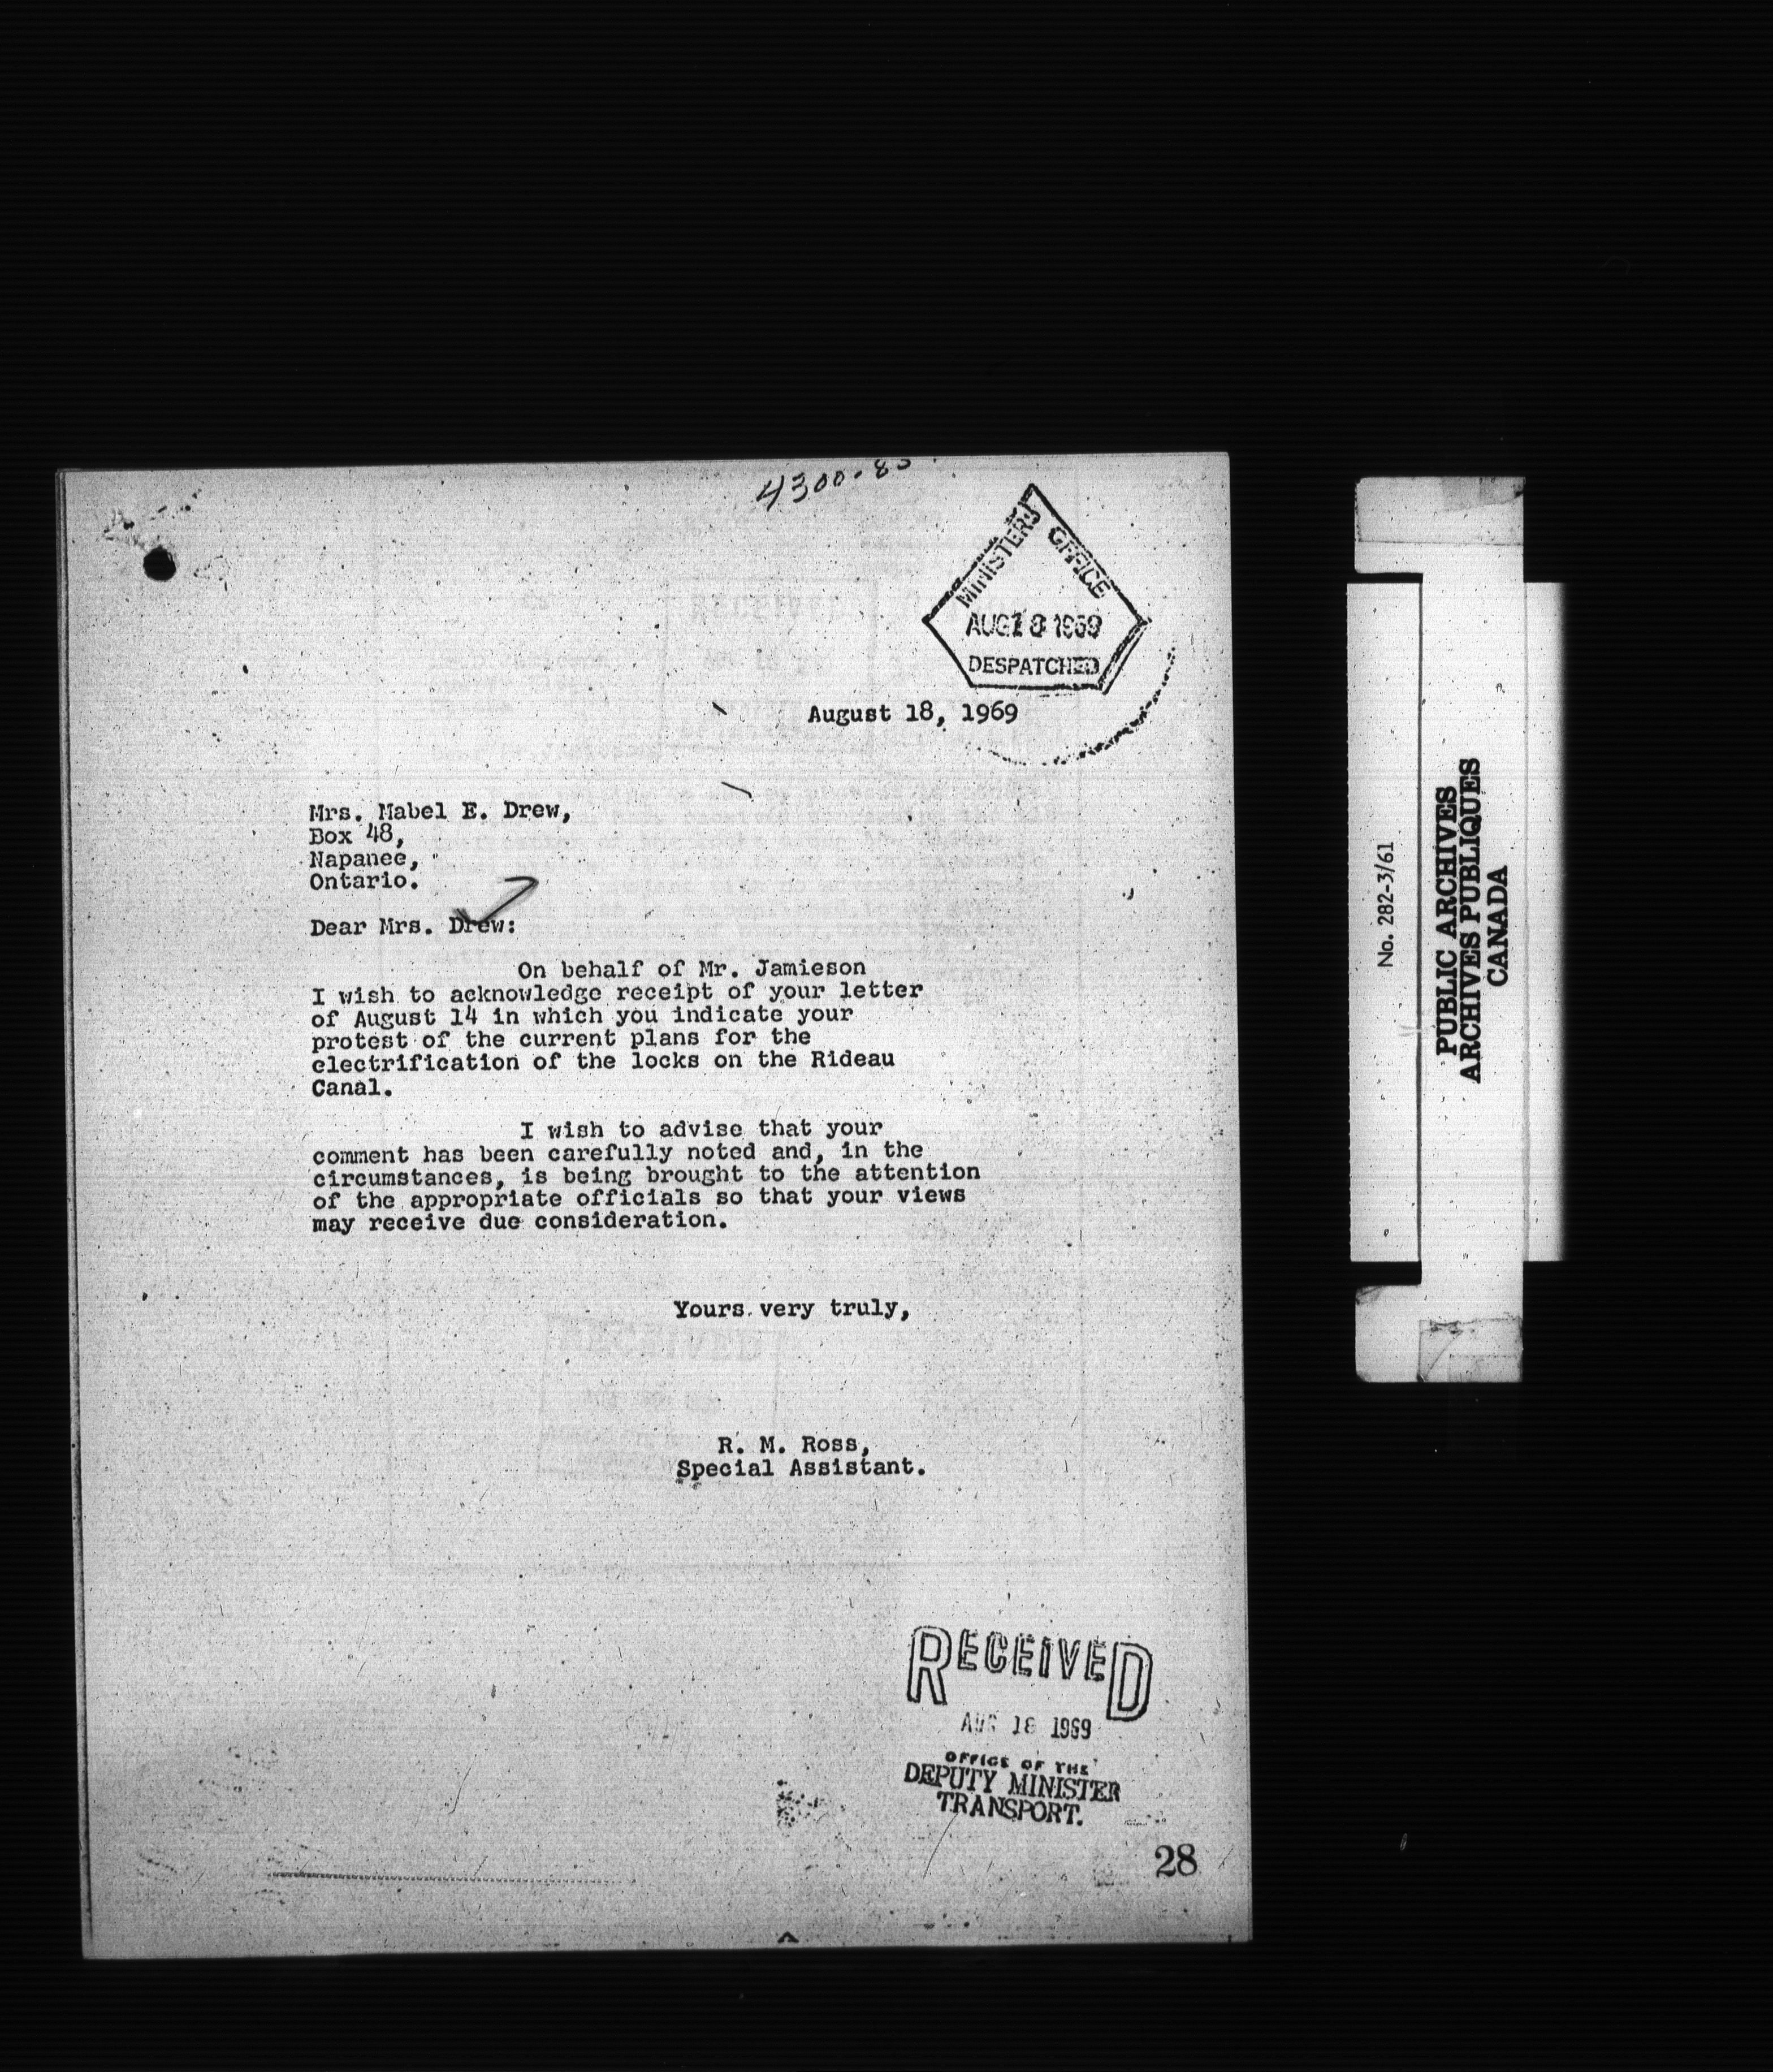 4300-8
MINISTERS OFFICE
AUG 18 1969
DESPATCHED
August 18, 1969
Mrs. Mabel E. Drew,
Box 48,
Napanee,
Ontario.
Dear Mrs. Drew:
On behalf of Mr. Jamieson
I wish to acknowledge receipt of your letter
of August 14 in which you indicate your
protest of the current plans for the
electrification of the locks on the Rideau
Canal.
I wish to advise that your
comment has been carefully noted and, in the
circumstances, is being brought to the attention
of the appropriate officials so that your views
may receive due consideration.
Yours very truly,
R. M. Ross,
Special Assistant.
RECEIVED
AUG 18 1969
OFFICE OF THE
DEPUTY MINISTER
TRANSPORT.
28
No. 282-3/61
PUBLIC ARCHIVES
ARCHIVES PUBLIQUES
CANADA